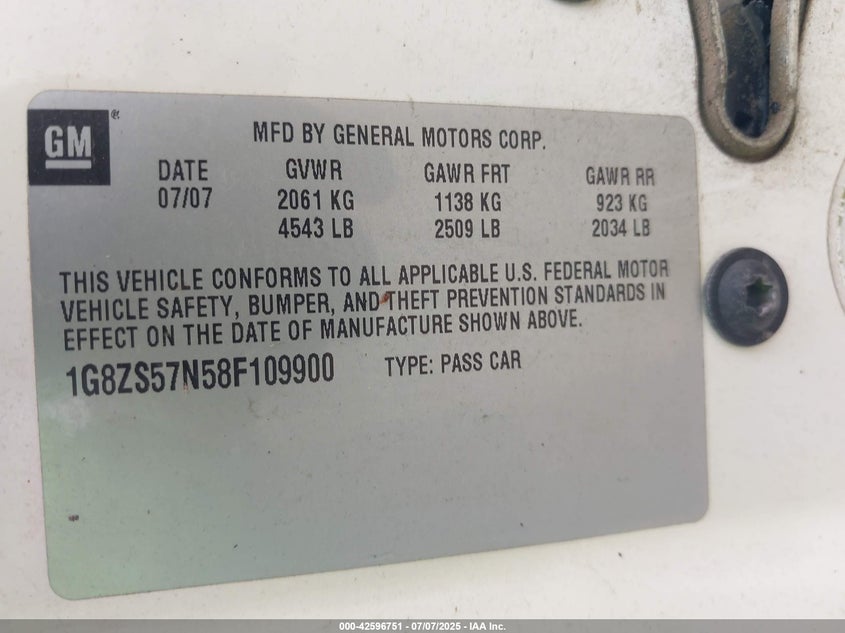 GM®
MFD BY GENERAL MOTORS CORP.
DATE GVWR GAWR FRT GAWR RR
07/07 2061 KG 1138 KG 923 KG
4543 LB 2509 LB 2034 LB
THIS VEHICLE CONFORMS TO ALL APPLICABLE U.S. FEDERAL MOTOR
VEHICLE SAFETY, BUMPER, AND THEFT PREVENTION STANDARDS IN
EFFECT ON THE DATE OF MANUFACTURE SHOWN ABOVE.
1G8ZS57N58F109900 TYPE: PASS CAR
000-42596751 - 07/07/2025 - IAA Inc.